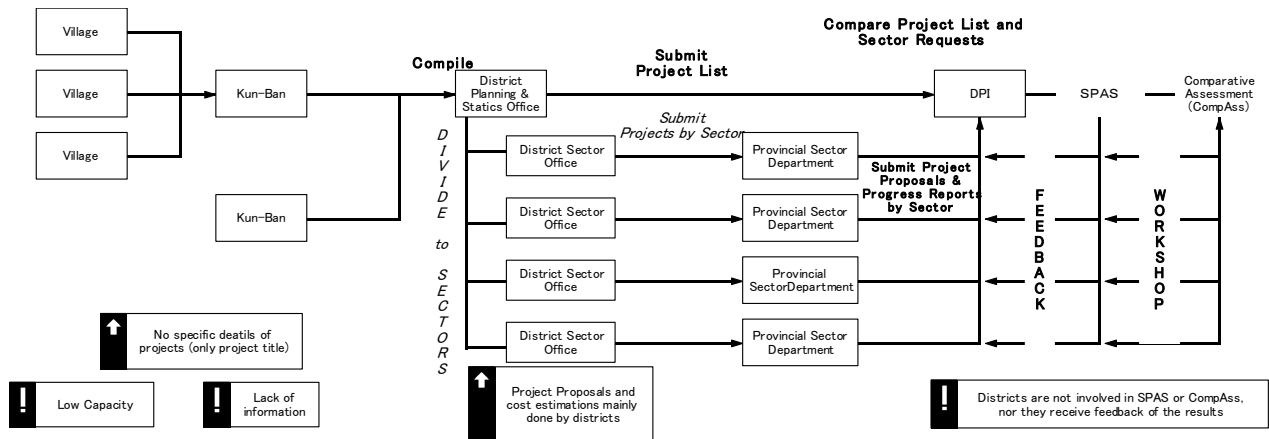 Village
Village
Village
Kun-Ban
Kun-Ban
Compile
District
Planning &
Statics Office
Submit
Project List
Compare Project List and
Sector Requests
DPI
SPAS
Comparative
Assessment
(CompAss)
Submit
Projects by Sector
DIVIDE to SECTORS
District Sector
Office
District Sector
Office
District Sector
Office
District Sector
Office
Provincial Sector
Department
Provincial Sector
Department
Provincial
SectorDepartment
Provincial Sector
Department
Submit Project
Proposals &
Progress Reports
by Sector
FEEDBACK
WORKSHOP
No specific deatils of
projects (only project title)
!
Low Capacity
!
Lack of
information
Project Proposals and
cost estimations mainly
done by districts
!
Districts are not involved in SPAS or CompAss,
nor they receive feedback of the results